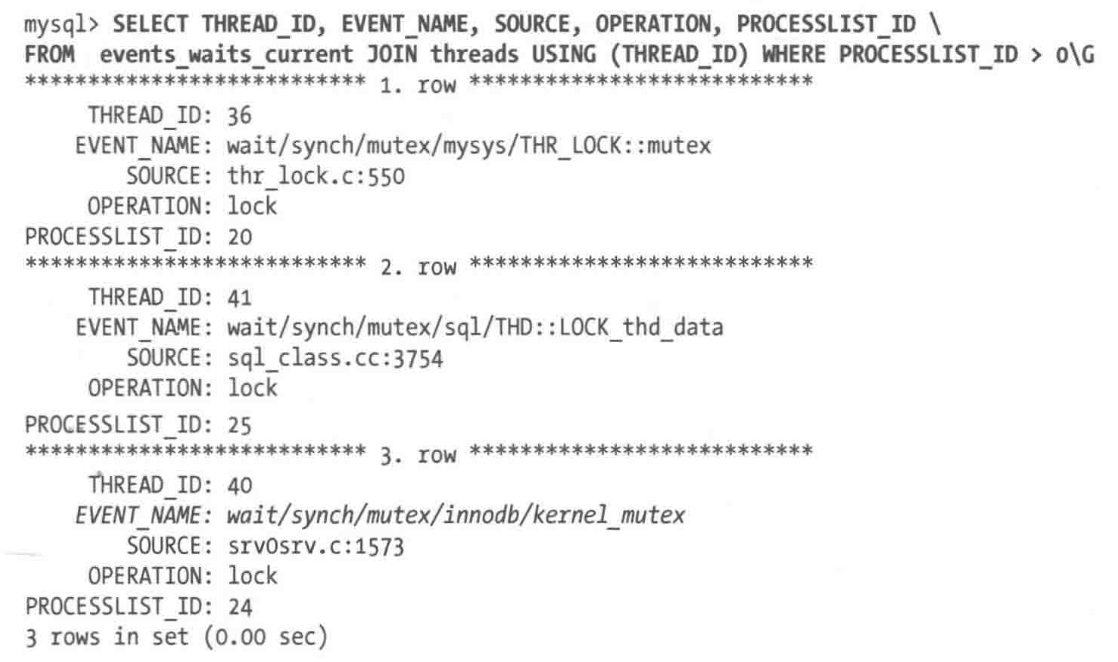 mysql> SELECT THREAD_ID, EVENT_NAME, SOURCE, OPERATION, PROCESSLIST_ID \
FROM events_waits_current JOIN threads USING (THREAD_ID) WHERE PROCESSLIST_ID > 0\G
*************************** 1. row ***************************
THREAD_ID: 36
EVENT_NAME: wait/synch/mutex/mysys/THR_LOCK::mutex
SOURCE: thr_lock.c:550
OPERATION: lock
PROCESSLIST_ID: 20
*************************** 2. row ***************************
THREAD_ID: 41
EVENT_NAME: wait/synch/mutex/sql/THD::LOCK_thd_data
SOURCE: sql_class.cc:3754
OPERATION: lock
PROCESSLIST_ID: 25
*************************** 3. row ***************************
THREAD_ID: 40
EVENT_NAME: wait/synch/mutex/innodb/kernel_mutex
SOURCE: srv0srv.c:1573
OPERATION: lock
PROCESSLIST_ID: 24
3 rows in set (0.00 sec)